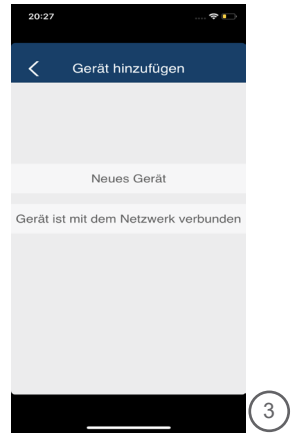 20:27
Gerät hinzufügen
Neues Gerät
Gerät ist mit dem Netzwerk verbunden
3